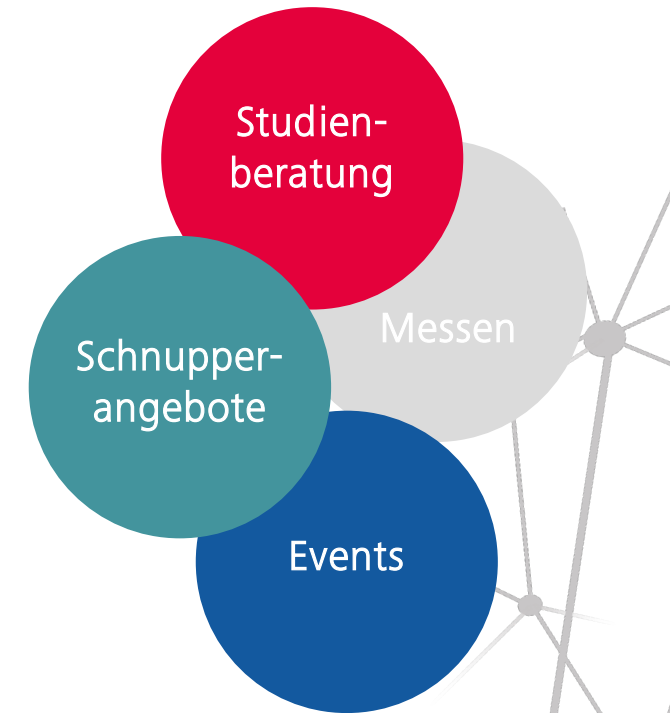 Studien-
beratung
Messen
Schnupper-
angebote
Events